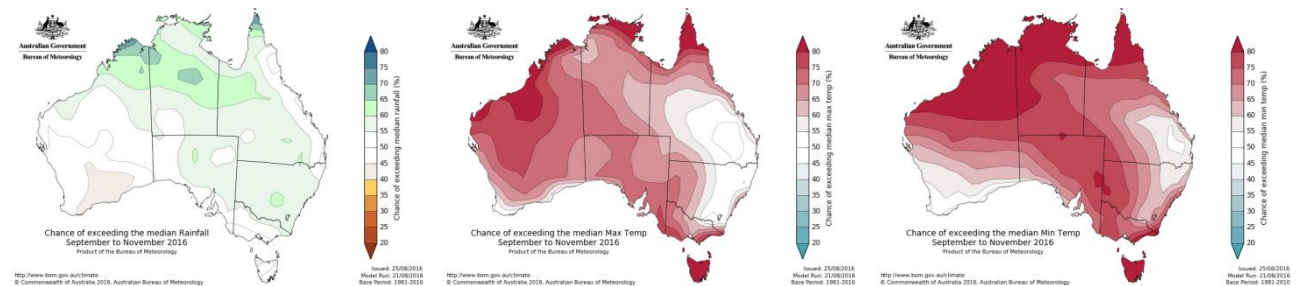 Australian Government
Bureau of Meteorology
80
75
70
65
60
55
50
45
40
35
30
25
20
Chance of exceeding median rainfall (%)
Chance of exceeding the median Rainfall
September to November 2016
Product of the Bureau of Meteorology
http://www.bom.gov.au/climate
© Commonwealth of Australia 2016, Australian Bureau of Meteorology
Issued: 25/08/2016
Model Run: 21/08/2016
Base Period: 1981-2010
Australian Government
Bureau of Meteorology
80
75
70
65
60
55
50
45
40
35
30
25
20
Chance of exceeding median max temp (%)
Chance of exceeding the median Max Temp
September to November 2016
Product of the Bureau of Meteorology
http://www.bom.gov.au/climate
© Commonwealth of Australia 2016, Australian Bureau of Meteorology
Issued: 25/08/2016
Model Run: 21/08/2016
Base Period: 1981-2010
Australian Government
Bureau of Meteorology
80
75
70
65
60
55
50
45
40
35
30
25
20
Chance of exceeding median min temp (%)
Chance of exceeding the median Min Temp
September to November 2016
Product of the Bureau of Meteorology
http://www.bom.gov.au/climate
© Commonwealth of Australia 2016, Australian Bureau of Meteorology
Issued: 25/08/2016
Model Run: 21/08/2016
Base Period: 1981-2010